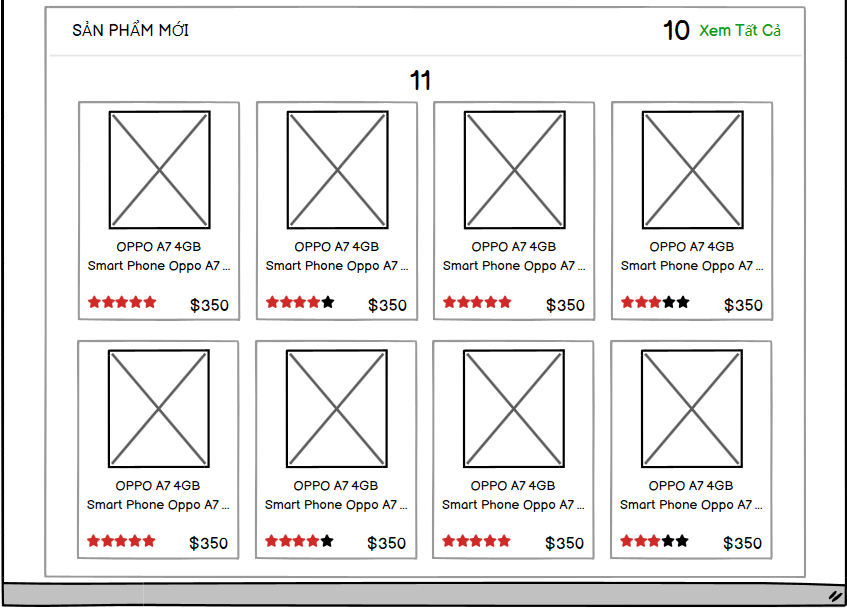 SẢN PHẨM MỚI
10 Xem Tất Cả
11
OPPO A7 4GB
Smart Phone Oppo A7 ...
$350
OPPO A7 4GB
Smart Phone Oppo A7 ...
$350
OPPO A7 4GB
Smart Phone Oppo A7 ...
$350
OPPO A7 4GB
Smart Phone Oppo A7 ...
$350
OPPO A7 4GB
Smart Phone Oppo A7 ...
$350
OPPO A7 4GB
Smart Phone Oppo A7 ...
$350
OPPO A7 4GB
Smart Phone Oppo A7 ...
$350
OPPO A7 4GB
Smart Phone Oppo A7 ...
$350